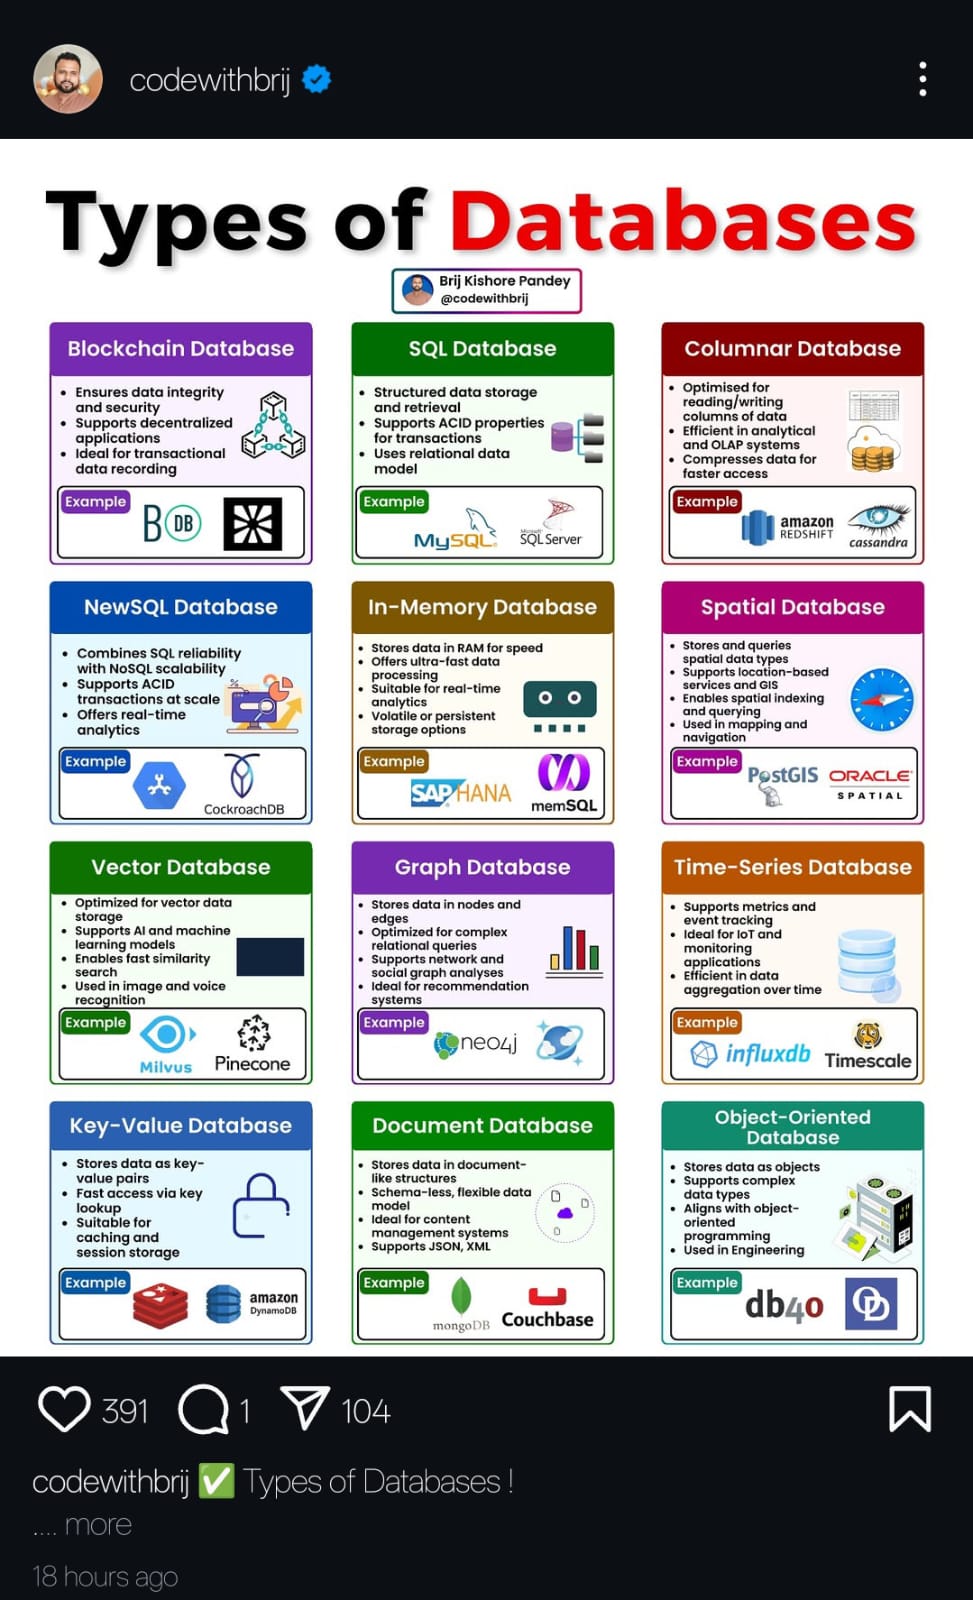 codewithbrij
Types of Databases
Brij Kishore Pandey
@codewithbrij
Blockchain Database
• Ensures data integrity
and security
• Supports decentralized
applications
• Ideal for transactional
data recording
Example
B DB
SQL Database
• Structured data storage
and retrieval
• Supports ACID properties
for transactions
• Uses relational data
model
Example
MySQL
Microsoft
SQL Server
Columnar Database
• Optimised for
reading/writing
columns of data
• Efficient in analytical
and OLAP systems
• Compresses data for
faster access
Example
amazon
REDSHIFT
cassandra
NewSQL Database
• Combines SQL reliability
with NoSQL scalability
• Supports ACID
transactions at scale
• Offers real-time
analytics
%
Example
CockroachDB
In-Memory Database
• Stores data in RAM for speed
• Offers ultra-fast data
processing
• Suitable for real-time
analytics
• Volatile or persistent
storage options
Example
SAP HANA
memSQL
Spatial Database
• Stores and queries
spatial data types
• Supports location-based
services and GIS
• Enables spatial indexing
and querying
• Used in mapping and
navigation
Example
PostGIS
ORACLE
SPATIAL
Vector Database
• Optimized for vector data
storage
• Supports AI and machine
learning models
• Enables fast similarity
search
• Used in image and voice
recognition
Example
Milvus
Pinecone
Graph Database
• Stores data in nodes and
edges
• Optimized for complex
relational queries
• Supports network and
social graph analyses
• Ideal for recommendation
systems
Example
neo4j
Time-Series Database
• Supports metrics and
event tracking
• Ideal for IoT and
monitoring
applications
• Efficient in data
aggregation over time
Example
influxdb
Timescale
Key-Value Database
• Stores data as key-
value pairs
• Fast access via key
lookup
• Suitable for
caching and
session storage
Example
amazon
DynamoDB
Document Database
• Stores data in document-
like structures
• Schema-less, flexible data
model
• Ideal for content
management systems
• Supports JSON, XML
Example
mongoDB
Couchbase
Object-Oriented
Database
• Stores data as objects
• Supports complex
data types
• Aligns with object-
oriented
programming
• Used in Engineering
Example
db4o
391 1 104
codewithbrij ✅ Types of Databases !
.... more
18 hours ago